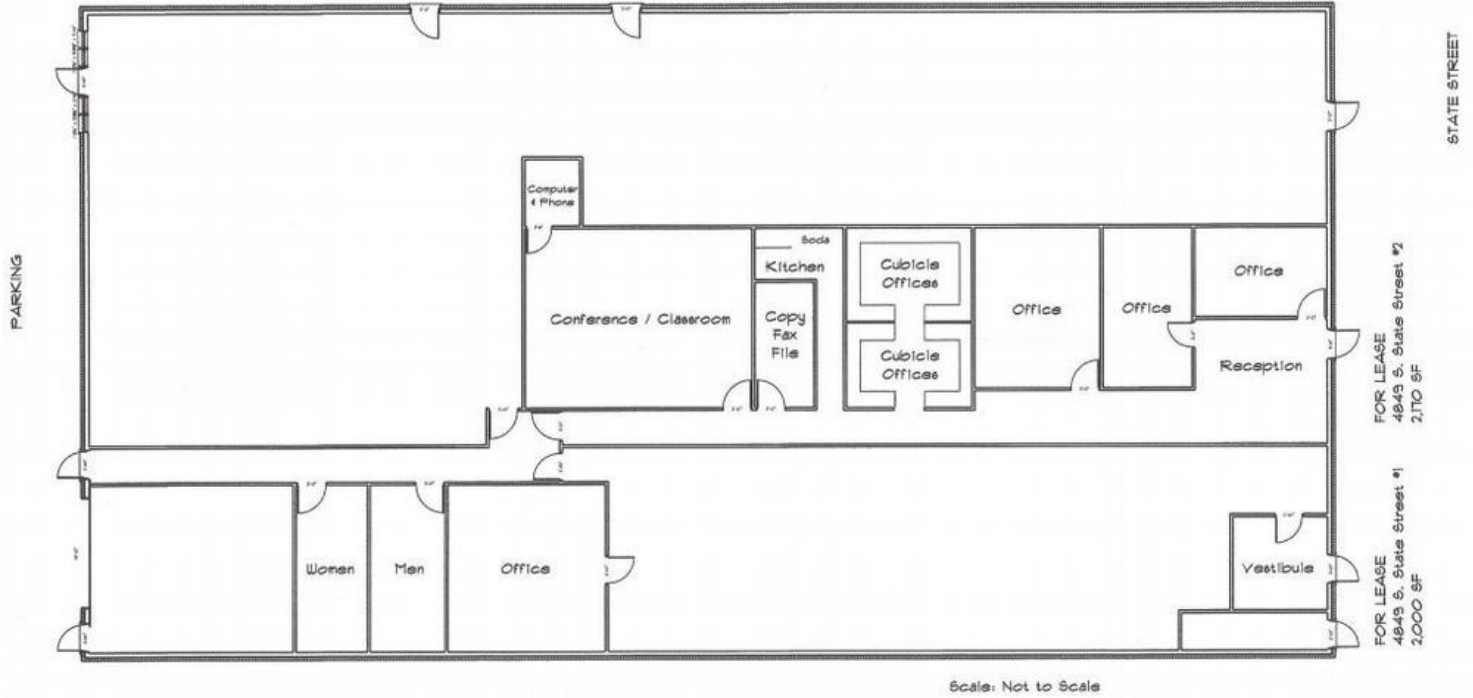 STATE STREET
PARKING
Computer
& Phone
Soda
Kitchen
Conference / Classroom
Copy
Fax
File
Cubicle
Offices
Cubicle
Offices
Office
Office
Office
Reception
FOR LEASE
4849 S. State Street #2
2,170 SF
Women
Men
Office
Vestibule
FOR LEASE
4849 S. State Street #1
2,000 SF
Scale: Not to Scale